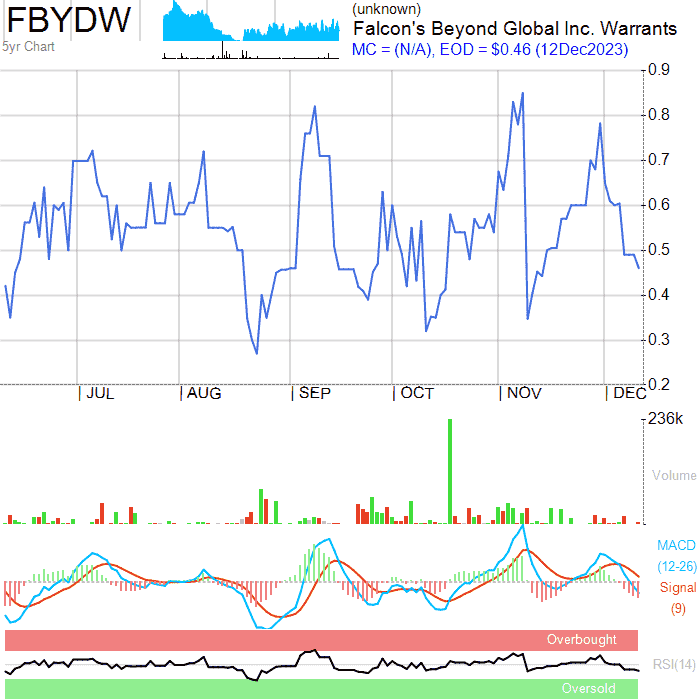 FBYDW
5yr Chart
(unknown)
Falcon's Beyond Global Inc. Warrants
MC = (N/A), EOD = $0.46 (12Dec2023)
0.9
0.8
0.7
0.6
0.5
0.4
0.3
0.2
JUL AUG SEP OCT NOV DEC
236k
Volume
MACD
(12-26)
Signal
(9)
Overbought
RSI(14)
Oversold